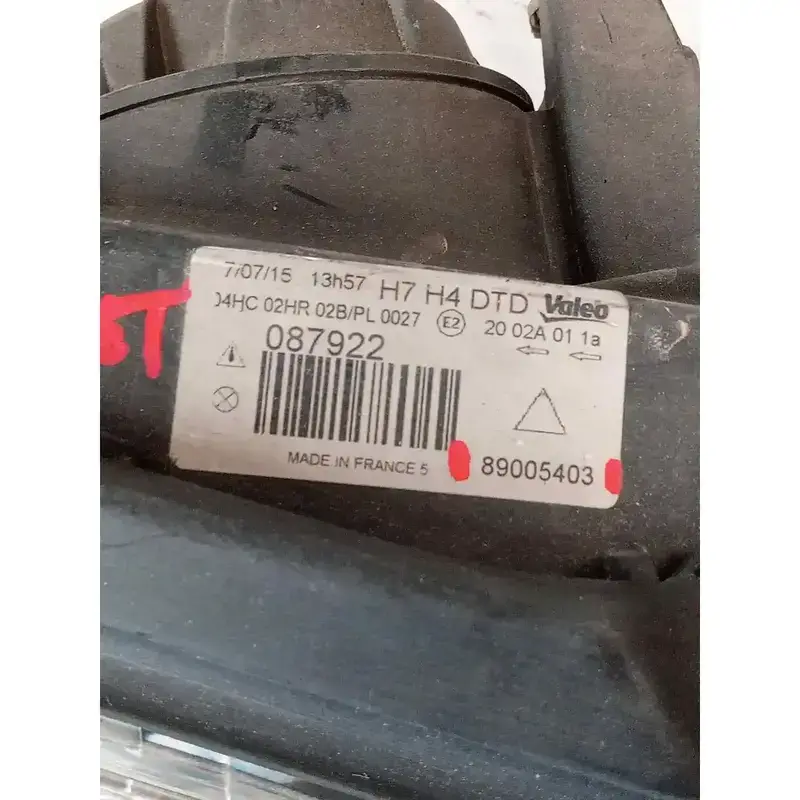 7/07/15 13h57 H7 H4 DTD Valeo
04HC 02HR 02B/PL 0027 E2 20 02A 01 1a
087922
MADE IN FRANCE 5
89005403